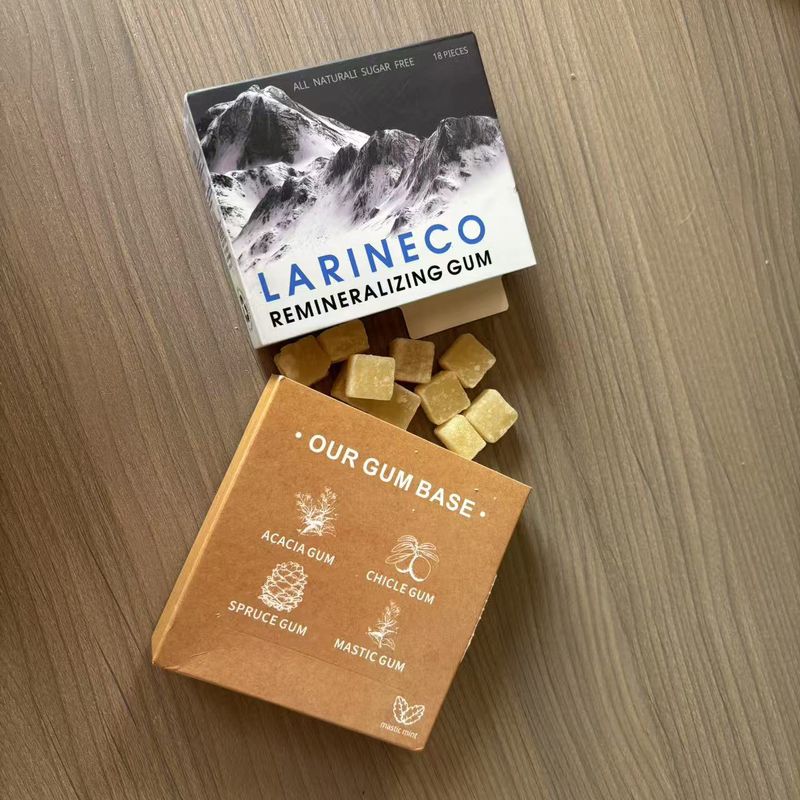 ALL NATURALI SUGAR FREE
18 PIECES
LARINECO
REMINERALIZING GUM
• OUR GUM BASE •
ACACIA GUM
CHICLE GUM
SPRUCE GUM
MASTIC GUM
mastic mint